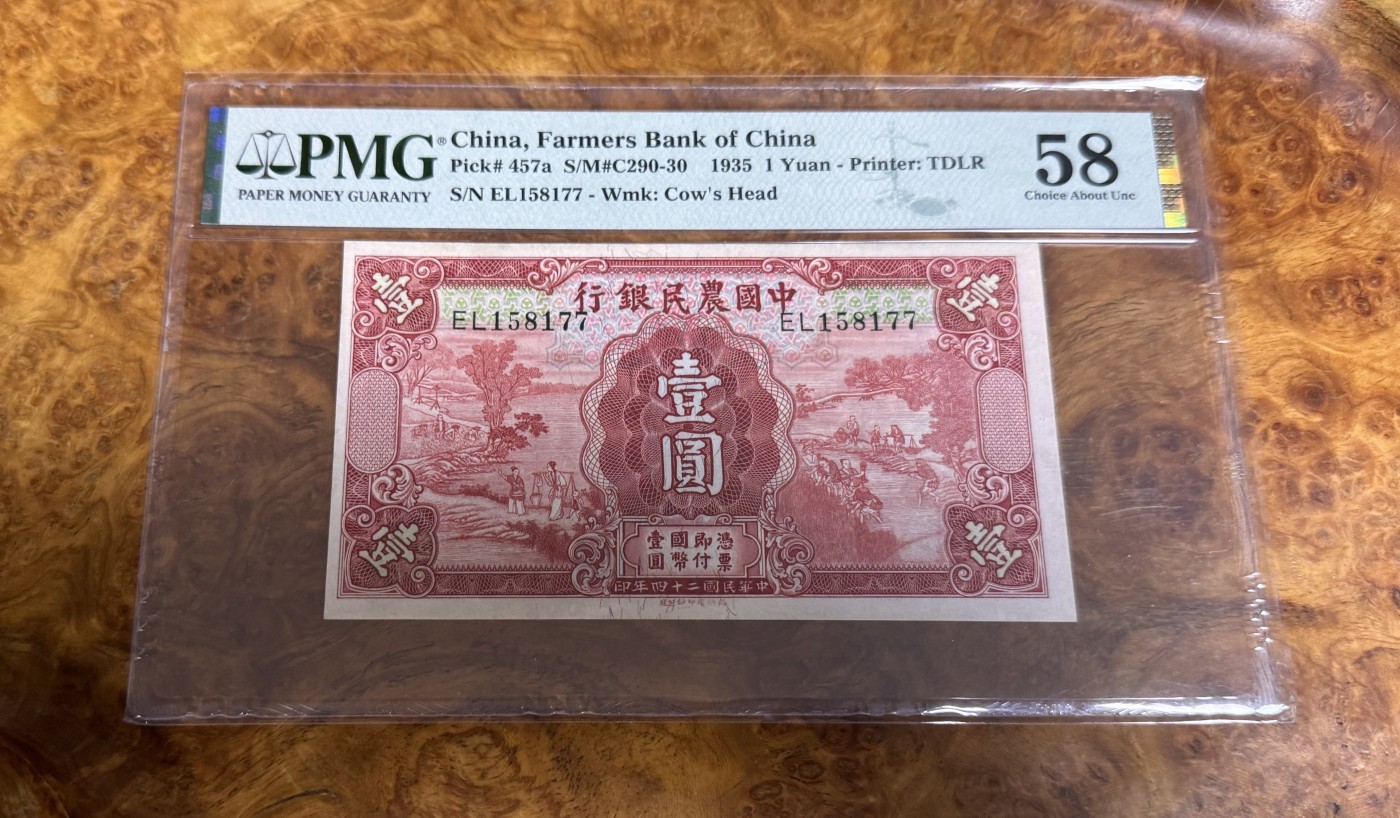 PMG®
PAPER MONEY GUARANTY
China, Farmers Bank of China
Pick# 457a S/M#C290-30 1935 1 Yuan - Printer: TDLR
S/N EL158177 - Wmk: Cow's Head
58
Choice About Unc
壹 壹
行銀民農國中
EL158177 EL158177
壹
圓
壹國即憑
圓幣付票
壹 壹
印年四十二國民華中